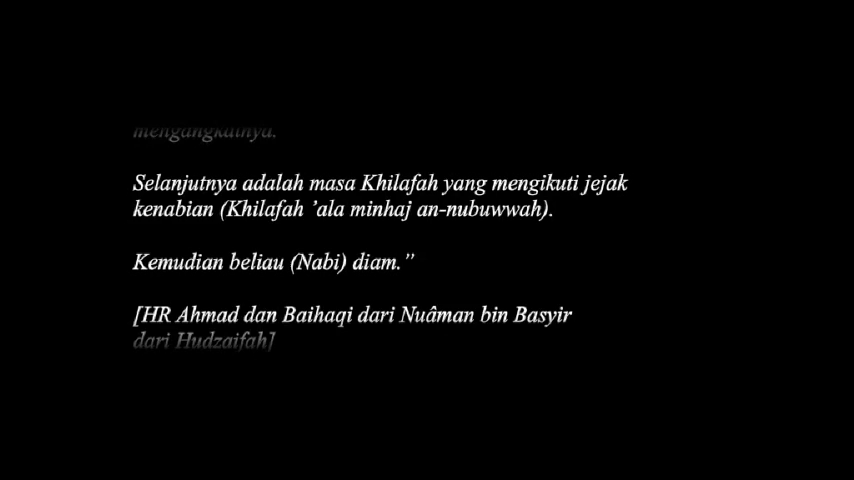 mengangkatnya.
Selanjutnya adalah masa Khilafah yang mengikuti jejak
kenabian (Khilafah ’ala minhaj an-nubuwwah).
Kemudian beliau (Nabi) diam.”
[HR Ahmad dan Baihaqi dari Nuâman bin Basyir
dari Hudzaifah]